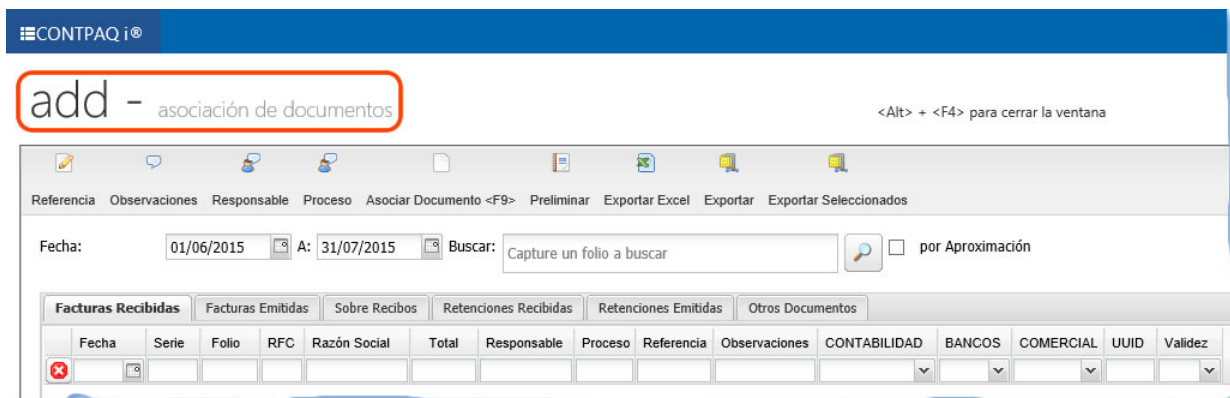 CONTPAQ i®
add - asociación de documentos
<Alt> + <F4> para cerrar la ventana
Referencia Observaciones Responsable Proceso Asociar Documento <F9> Preliminar Exportar Excel Exportar Exportar Seleccionados
Fecha: 01/06/2015 A: 31/07/2015 Buscar: Capture un folio a buscar por Aproximación
Facturas Recibidas Facturas Emitidas Sobre Recibos Retenciones Recibidas Retenciones Emitidas Otros Documentos
Fecha Serie Folio RFC Razón Social Total Responsable Proceso Referencia Observaciones CONTABILIDAD BANCOS COMERCIAL UUID Validez